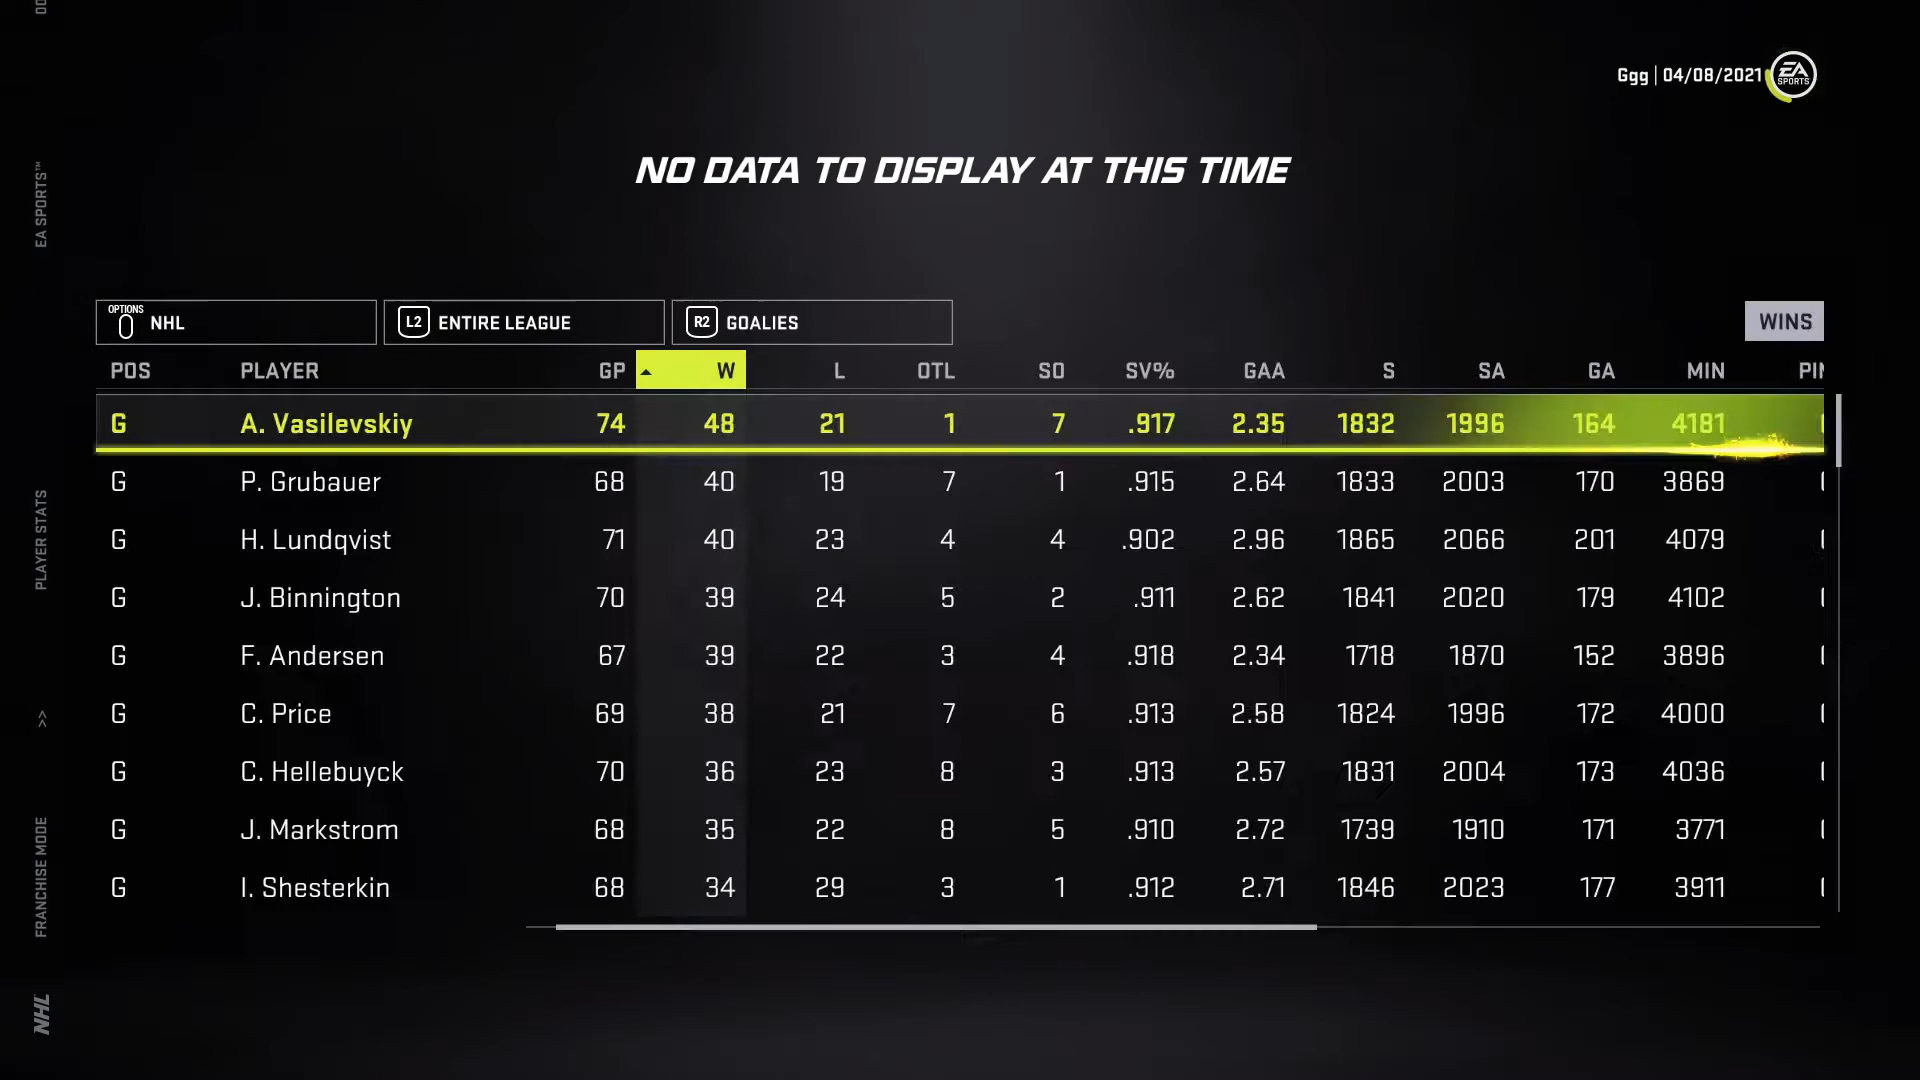 Ggg | 04/08/2021
EA SPORTS
NO DATA TO DISPLAY AT THIS TIME
OPTIONS NHL L2 ENTIRE LEAGUE R2 GOALIES WINS
POS PLAYER GP W L OTL SO SV% GAA S SA GA MIN
G A. Vasilevskiy 74 48 21 1 7 .917 2.35 1832 1996 164 4181
G P. Grubauer 68 40 19 7 1 .915 2.64 1833 2003 170 3869
G H. Lundqvist 71 40 23 4 4 .902 2.96 1865 2066 201 4079
G J. Binnington 70 39 24 5 2 .911 2.62 1841 2020 179 4102
G F. Andersen 67 39 22 3 4 .918 2.34 1718 1870 152 3896
G C. Price 69 38 21 7 6 .913 2.58 1824 1996 172 4000
G C. Hellebuyck 70 36 23 8 3 .913 2.57 1831 2004 173 4036
G J. Markstrom 68 35 22 8 5 .910 2.72 1739 1910 171 3771
G I. Shesterkin 68 34 29 3 1 .912 2.71 1846 2023 177 3911
NHL
FRANCHISE MODE
>>
PLAYER STATS
EA SPORTS™